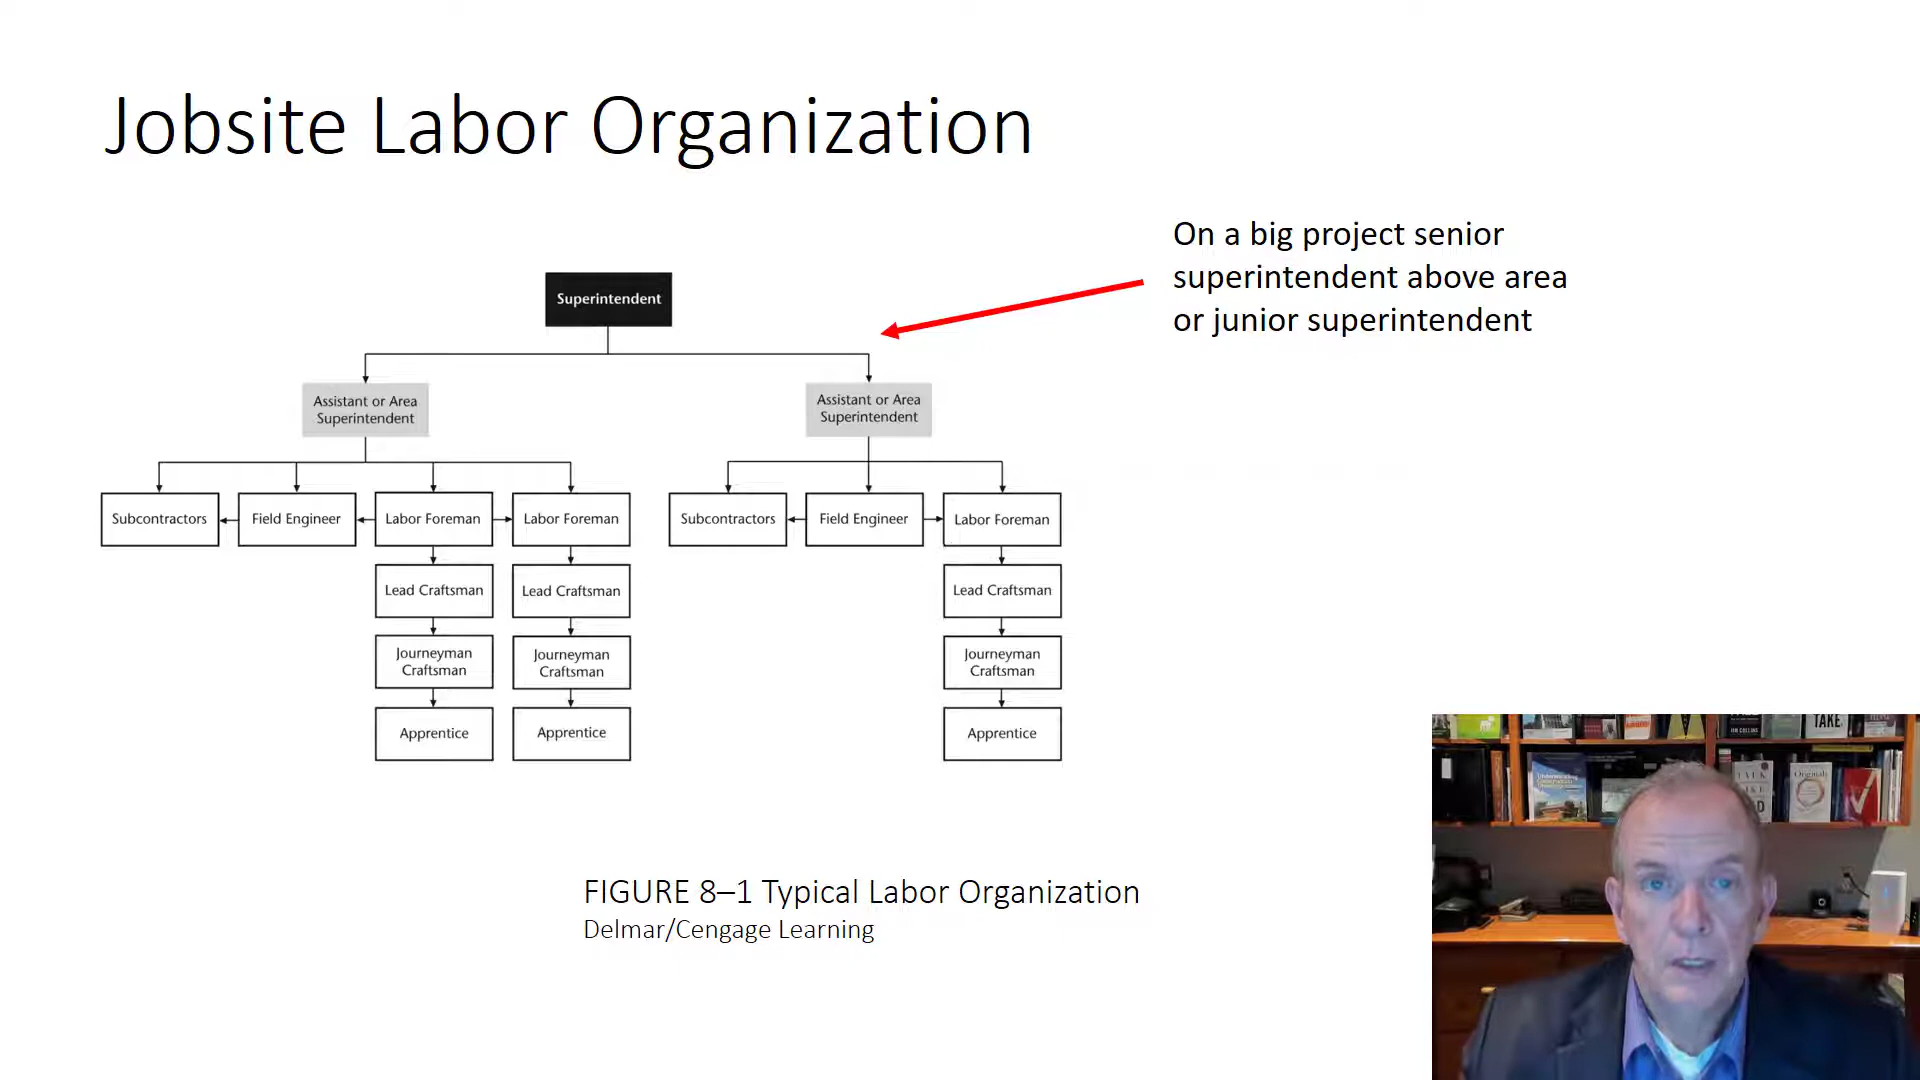 Jobsite Labor Organization
On a big project senior
superintendent above area
or junior superintendent
Superintendent
Assistant or Area
Superintendent
Assistant or Area
Superintendent
Subcontractors
Field Engineer
Labor Foreman
Labor Foreman
Subcontractors
Field Engineer
Labor Foreman
Lead Craftsman
Lead Craftsman
Lead Craftsman
Journeyman
Craftsman
Journeyman
Craftsman
Journeyman
Craftsman
Apprentice
Apprentice
Apprentice
FIGURE 8–1 Typical Labor Organization
Delmar/Cengage Learning
TAKE
Originals